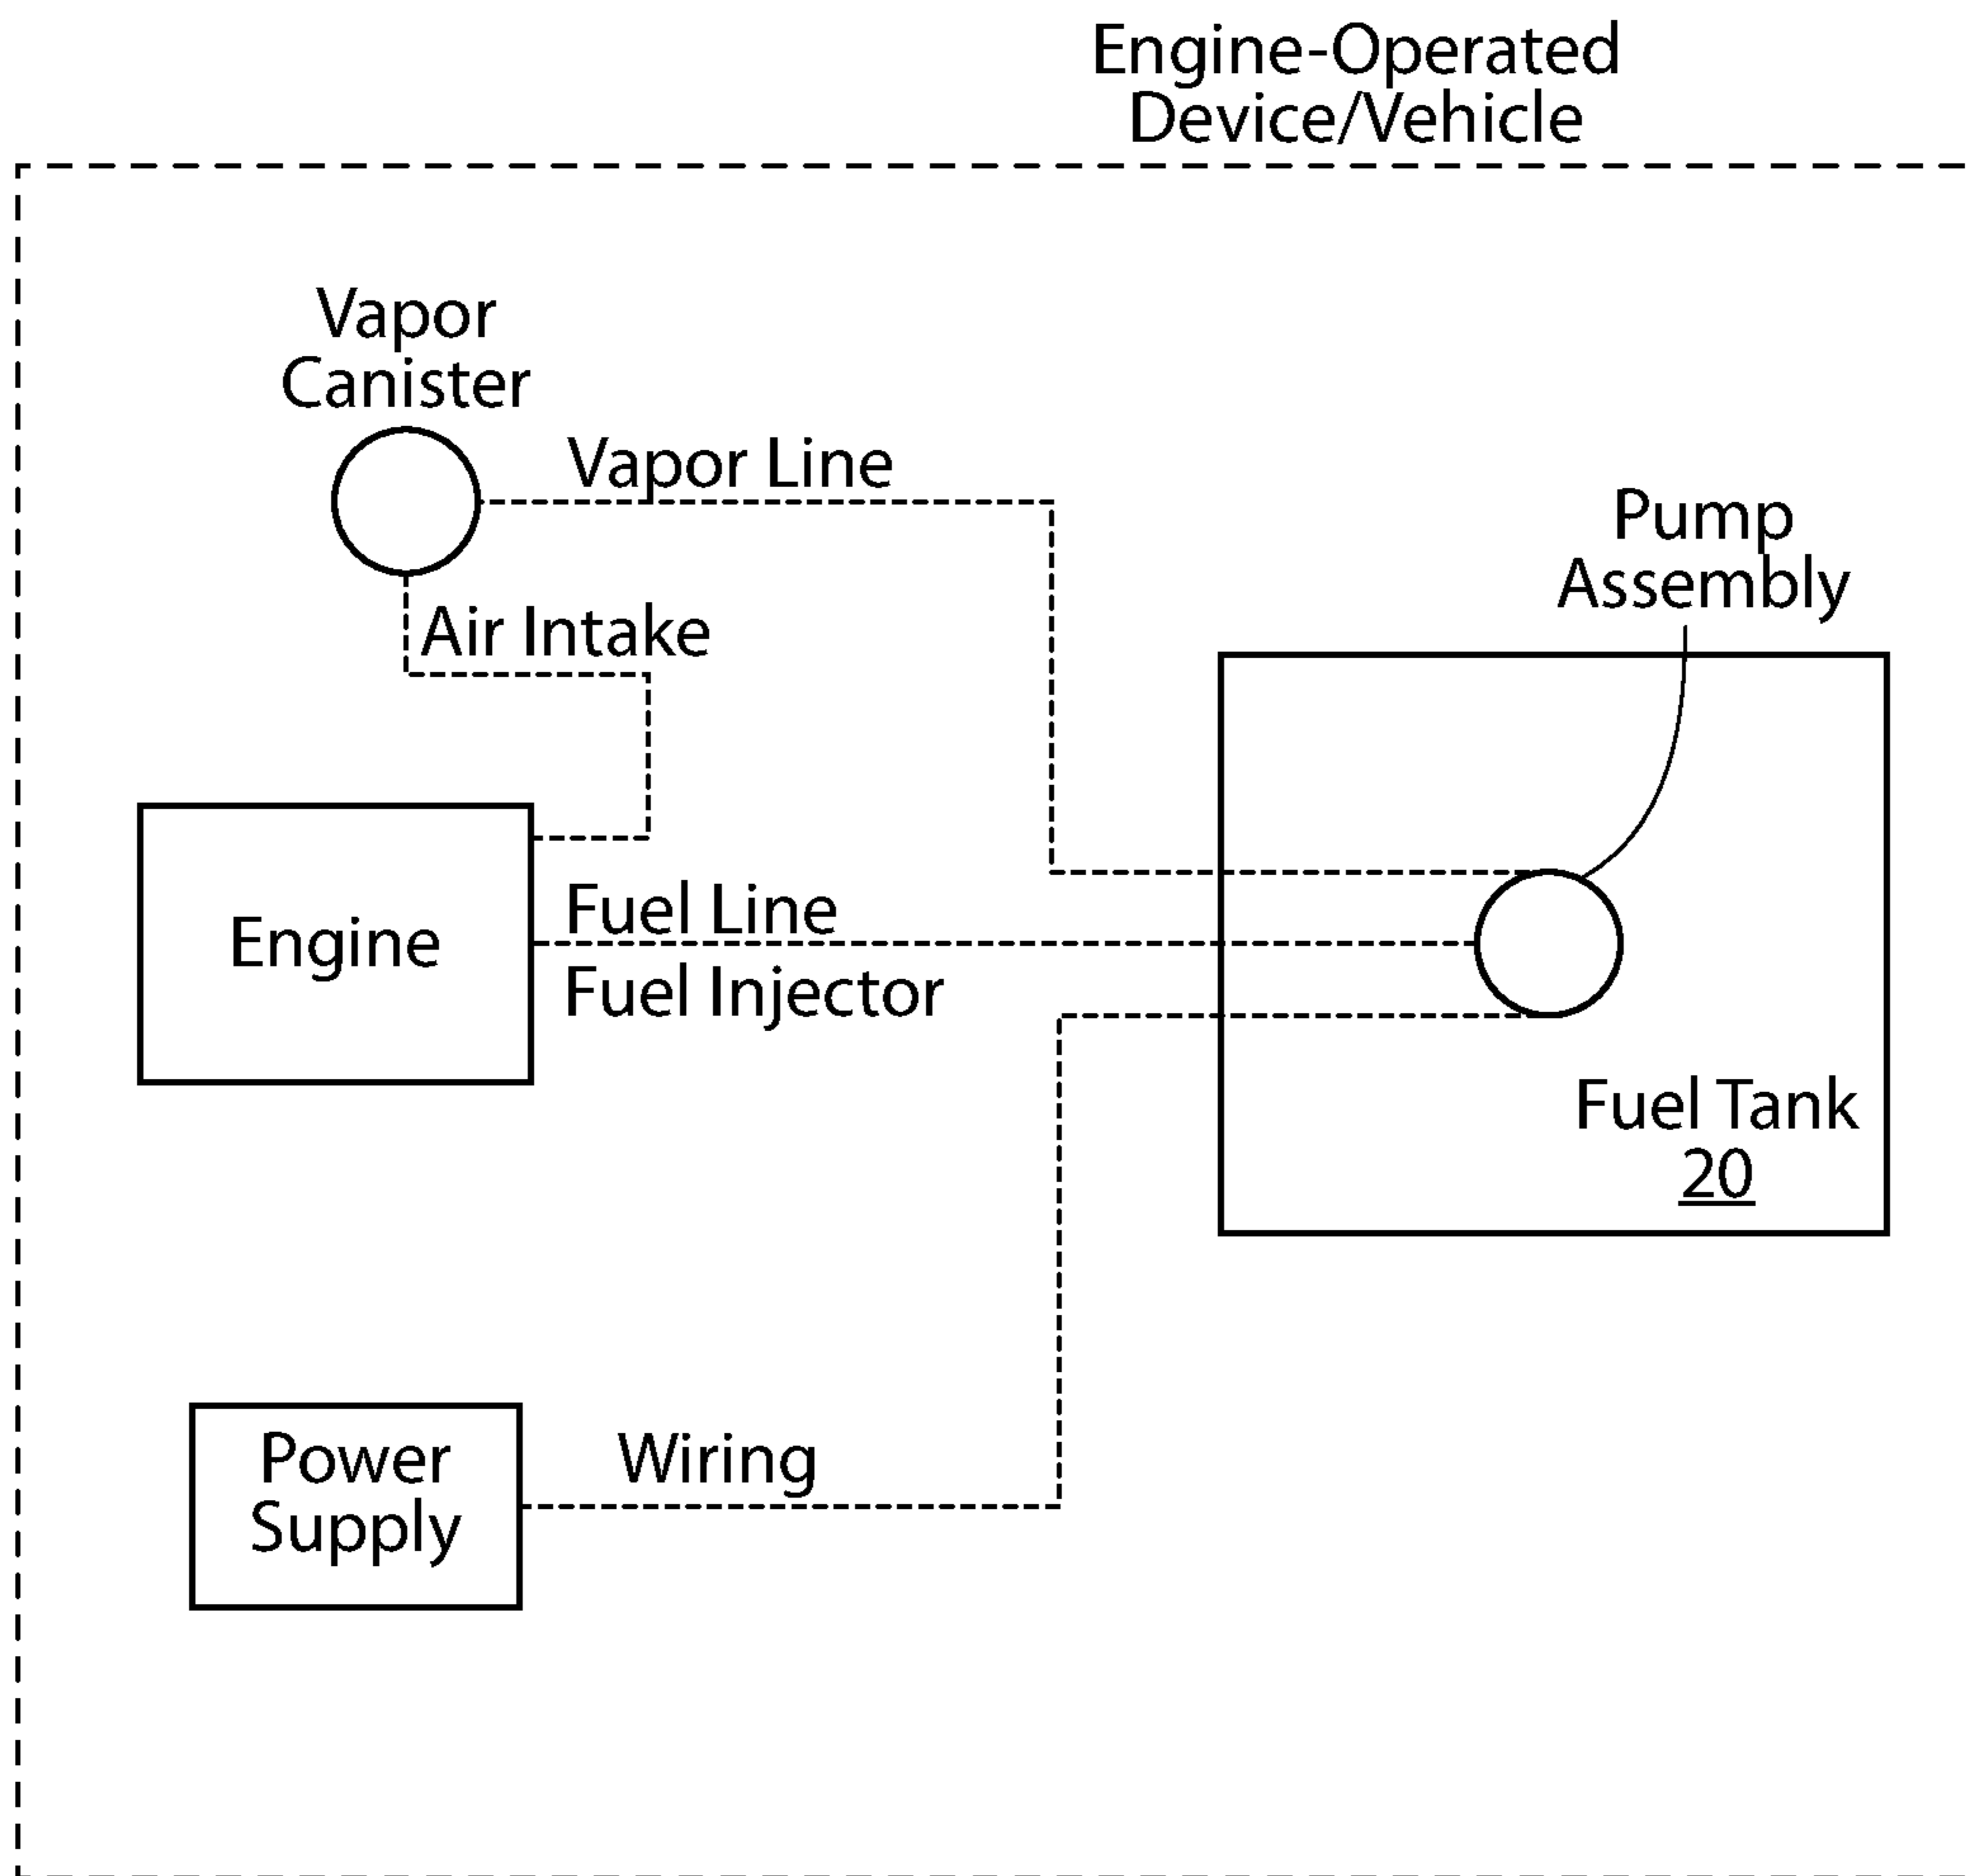 Engine-Operated
Device/Vehicle
Vapor
Canister
Vapor Line
Pump
Assembly
Air Intake
Fuel Line
Engine
Fuel Injector
Fuel Tank
20
Power
Supply
Wiring